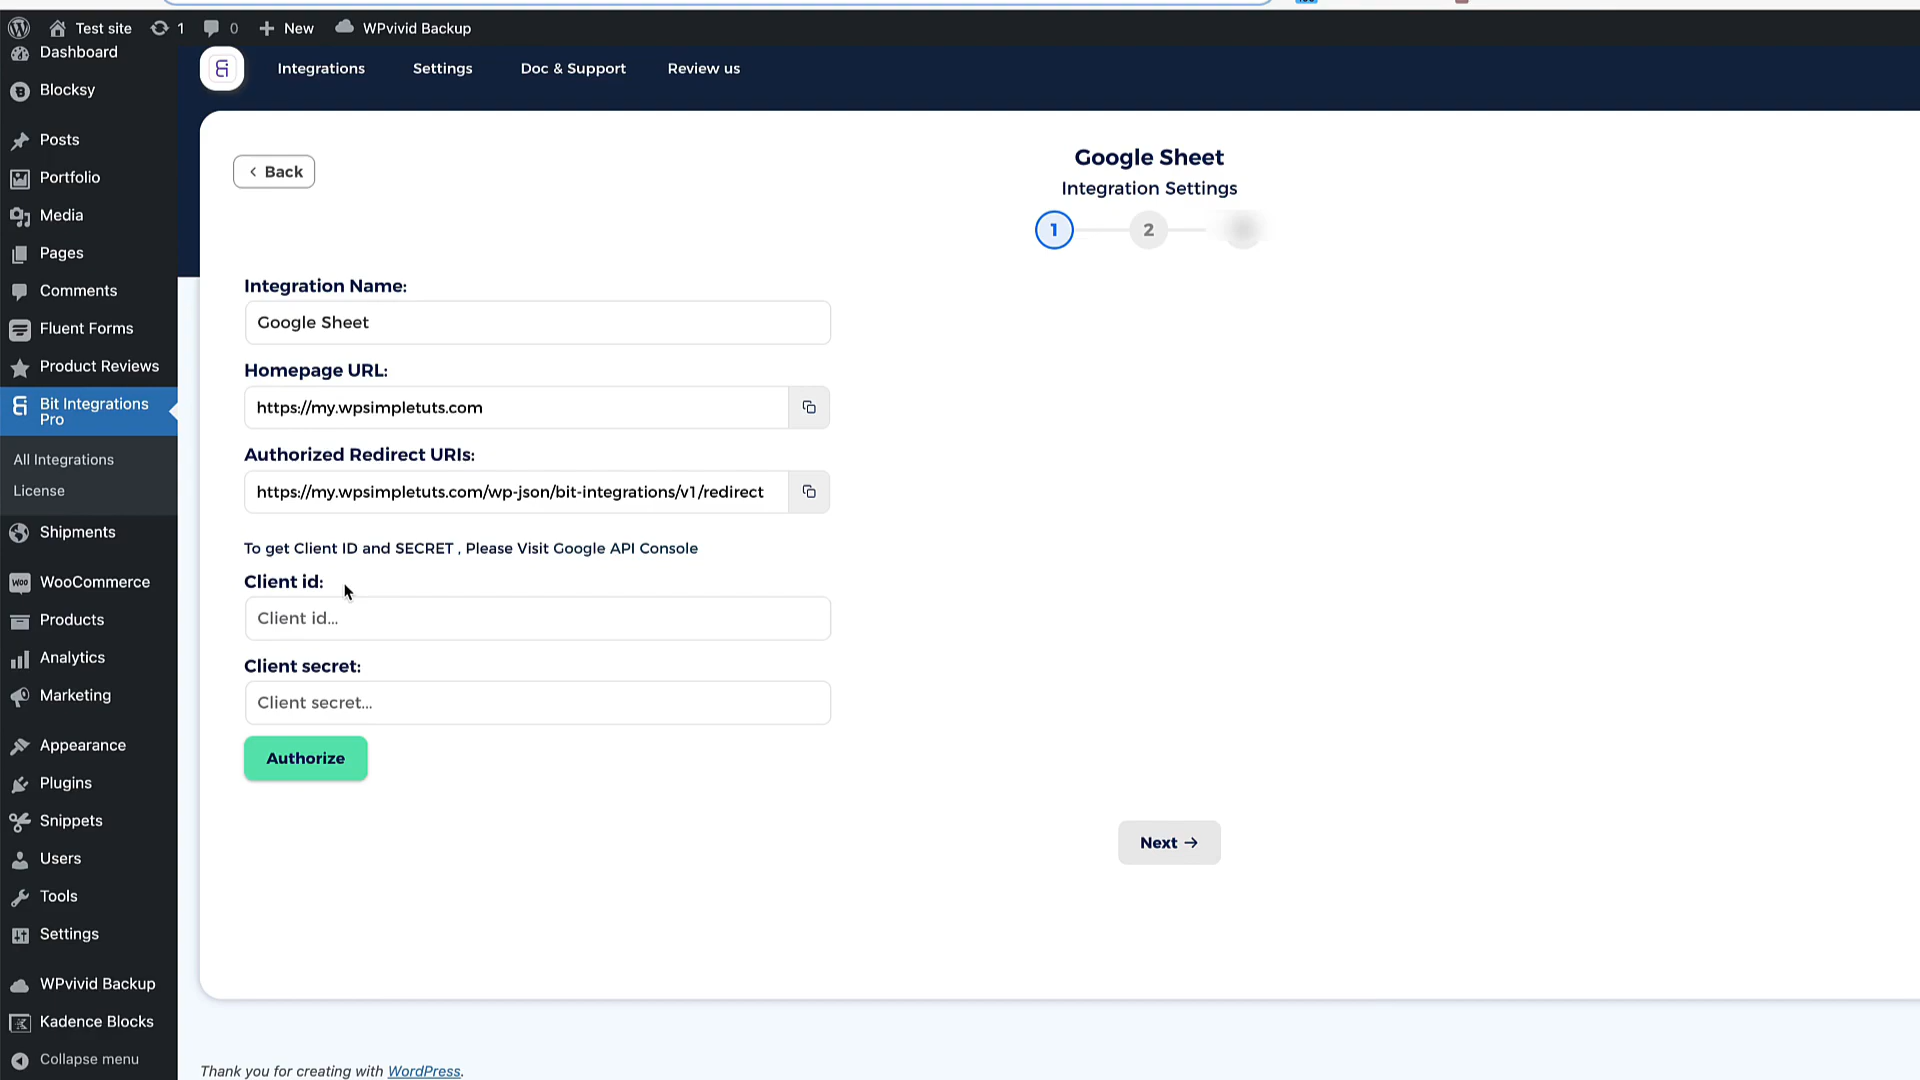 Test site
1
0
New
WPvivid Backup
Dashboard
Blocksy
Posts
Portfolio
Media
Pages
Comments
Fluent Forms
Product Reviews
Bit Integrations
Pro
All Integrations
License
Shipments
WooCommerce
Products
Analytics
Marketing
Appearance
Plugins
Snippets
Users
Tools
Settings
WPvivid Backup
Kadence Blocks
Collapse menu
Integrations
Settings
Doc & Support
Review us
Back
Google Sheet
Integration Settings
1
2
Integration Name:
Google Sheet
Homepage URL:
https://my.wpsimpletuts.com
Authorized Redirect URIs:
https://my.wpsimpletuts.com/wp-json/bit-integrations/v1/redirect
To get Client ID and SECRET , Please Visit Google API Console
Client id:
Client id...
Client secret:
Client secret...
Authorize
Next →
Thank you for creating with WordPress.